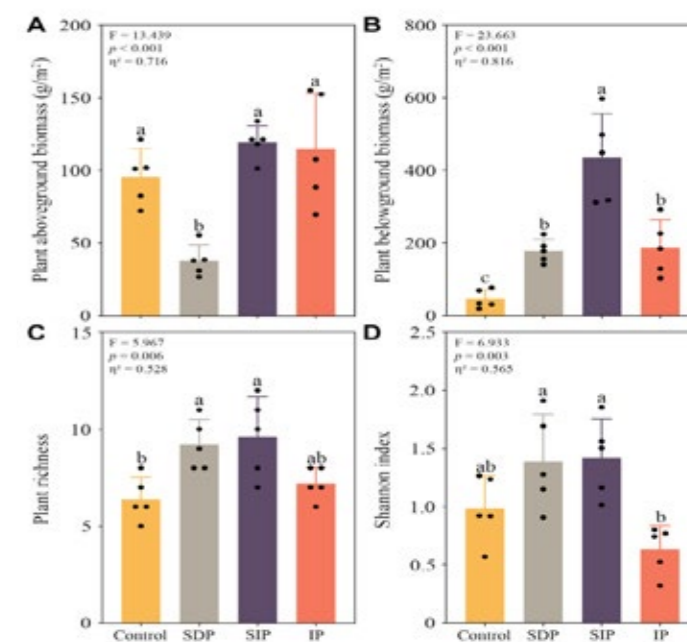 A
Plant aboveground biomass (g/m²)
200
150
100
50
0
F = 13.439
p < 0.001
η² = 0.716
a
b
a
a
B
Plant belowground biomass (g/m²)
800
600
400
200
0
F = 23.663
p < 0.001
η² = 0.816
c
b
a
b
C
Plant richness
15
10
5
0
F = 5.967
p = 0.006
η² = 0.528
b
a
a
ab
Control SDP SIP IP
D
Shannon index
2.5
2.0
1.5
1.0
0.5
0
F = 6.933
p = 0.003
η² = 0.565
ab
a
a
b
Control SDP SIP IP